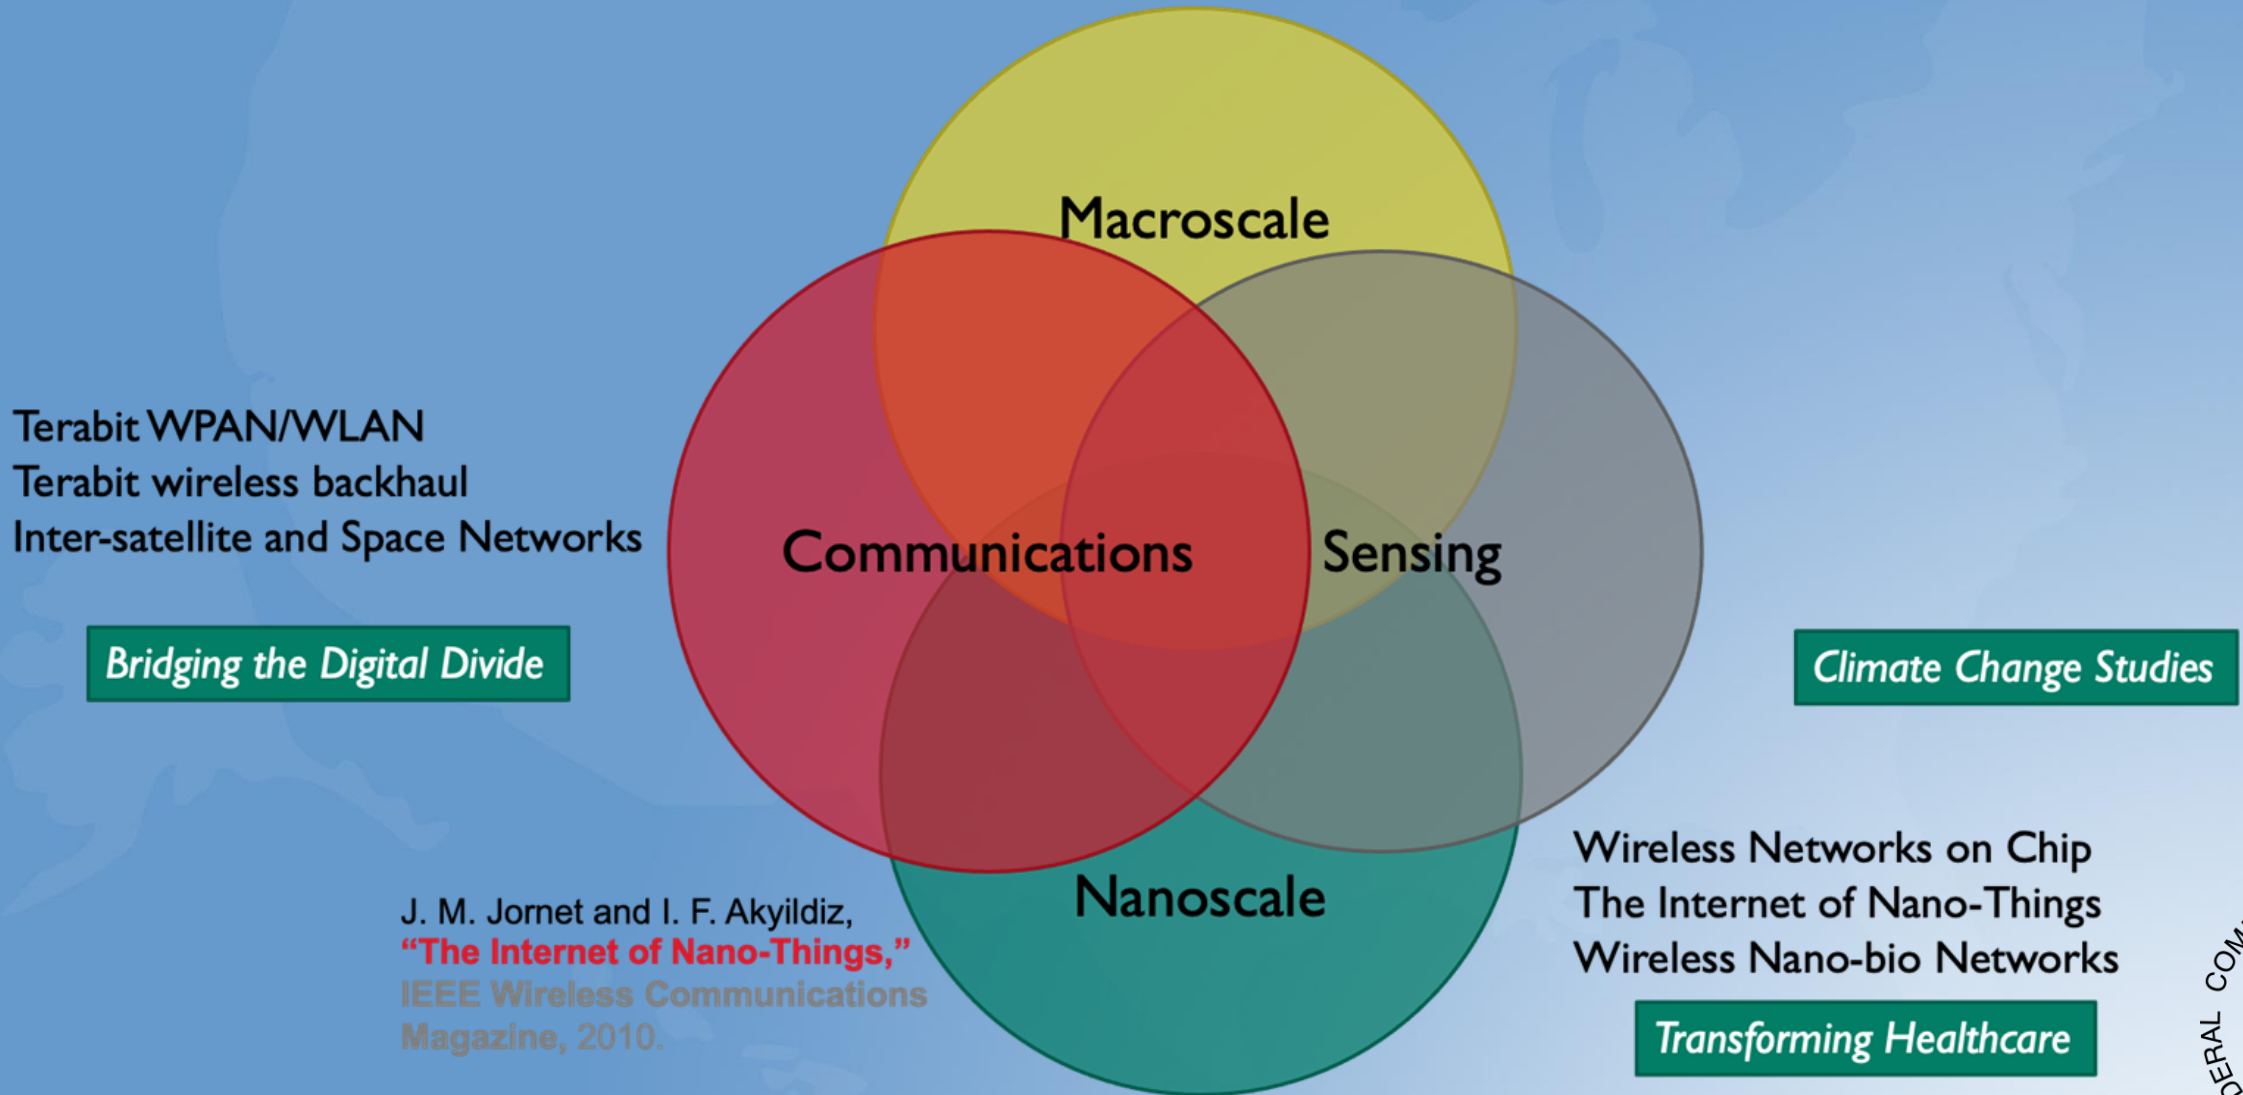 Macroscale
Terabit WPAN/WLAN
Terabit wireless backhaul
Inter-satellite and Space Networks
Communications
Sensing
Bridging the Digital Divide
Climate Change Studies
Nanoscale
J. M. Jornet and I. F. Akyildiz,
“The Internet of Nano-Things,”
IEEE Wireless Communications
Magazine, 2010.
Wireless Networks on Chip
The Internet of Nano-Things
Wireless Nano-bio Networks
Transforming Healthcare